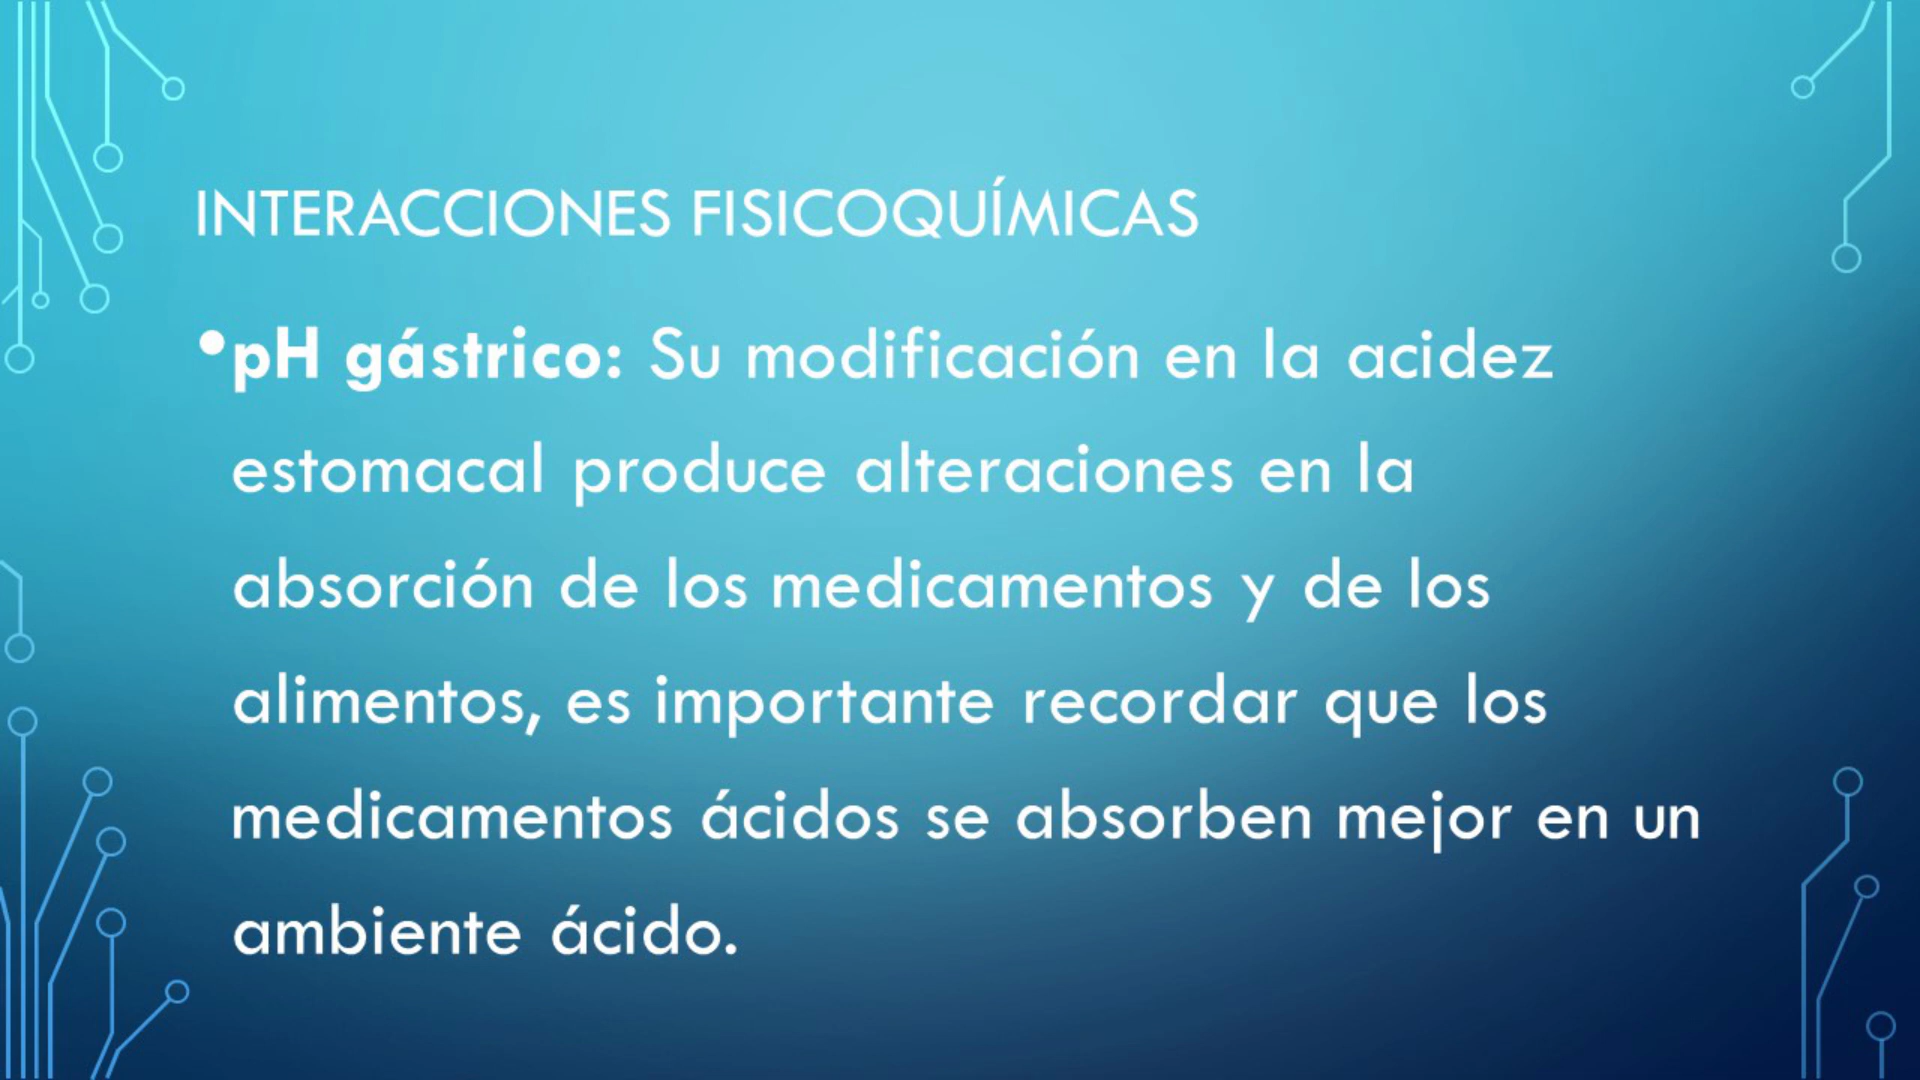 INTERACCIONES FISICOQUÍMICAS
•pH gástrico: Su modificación en la acidez
estomacal produce alteraciones en la
absorción de los medicamentos y de los
alimentos, es importante recordar que los
medicamentos ácidos se absorben mejor en un
ambiente ácido.